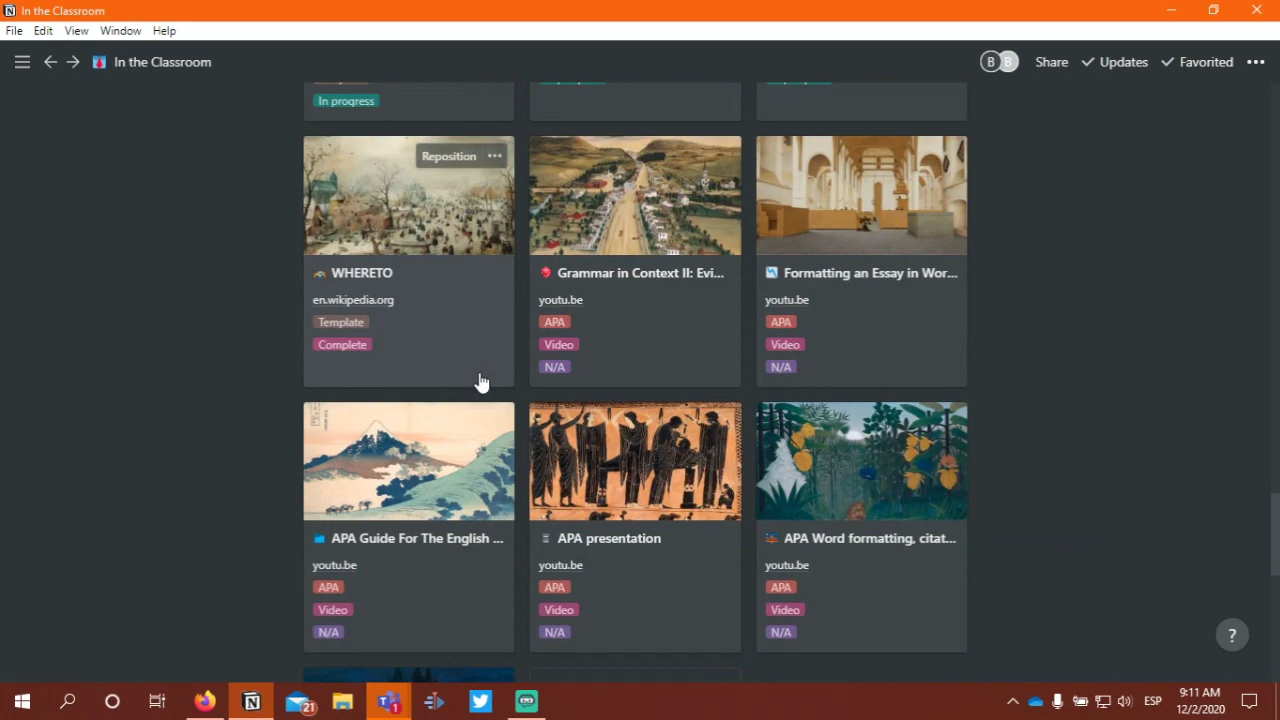 In the Classroom
File Edit View Window Help
In the Classroom
B B Share Updates Favorited
In progress
Reposition
WHERETO
en.wikipedia.org
Template
Complete
Grammar in Context II: Evi...
youtu.be
APA
Video
N/A
Formatting an Essay in Wor...
youtu.be
APA
Video
N/A
APA Guide For The English ...
youtu.be
APA
Video
N/A
APA presentation
youtu.be
APA
Video
N/A
APA Word formatting, citat...
youtu.be
APA
Video
N/A
?
21
1
ESP
9:11 AM
12/2/2020